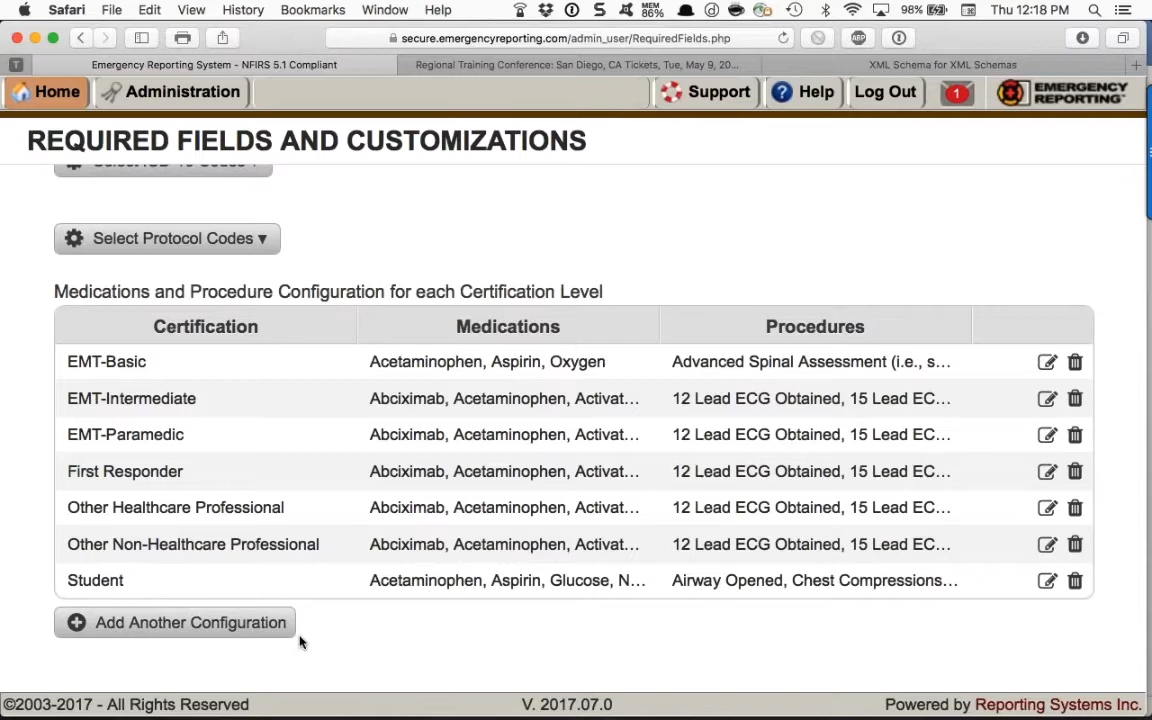 Safari File Edit View History Bookmarks Window Help MEM 86% 98% Thu 12:18 PM
secure.emergencyreporting.com/admin_user/RequiredFields.php ABP
T Emergency Reporting System - NFIRS 5.1 Compliant Regional Training Conference: San Diego, CA Tickets, Tue, May 9, 20... XML Schema for XML Schemas
Home Administration Support Help Log Out 1 EMERGENCY REPORTING
REQUIRED FIELDS AND CUSTOMIZATIONS
Select Protocol Codes ▼
Medications and Procedure Configuration for each Certification Level
Certification Medications Procedures
EMT-Basic Acetaminophen, Aspirin, Oxygen Advanced Spinal Assessment (i.e., s...
EMT-Intermediate Abciximab, Acetaminophen, Activat... 12 Lead ECG Obtained, 15 Lead EC...
EMT-Paramedic Abciximab, Acetaminophen, Activat... 12 Lead ECG Obtained, 15 Lead EC...
First Responder Abciximab, Acetaminophen, Activat... 12 Lead ECG Obtained, 15 Lead EC...
Other Healthcare Professional Abciximab, Acetaminophen, Activat... 12 Lead ECG Obtained, 15 Lead EC...
Other Non-Healthcare Professional Abciximab, Acetaminophen, Activat... 12 Lead ECG Obtained, 15 Lead EC...
Student Acetaminophen, Aspirin, Glucose, N... Airway Opened, Chest Compressions...
Add Another Configuration
©2003-2017 - All Rights Reserved V. 2017.07.0 Powered by Reporting Systems Inc.